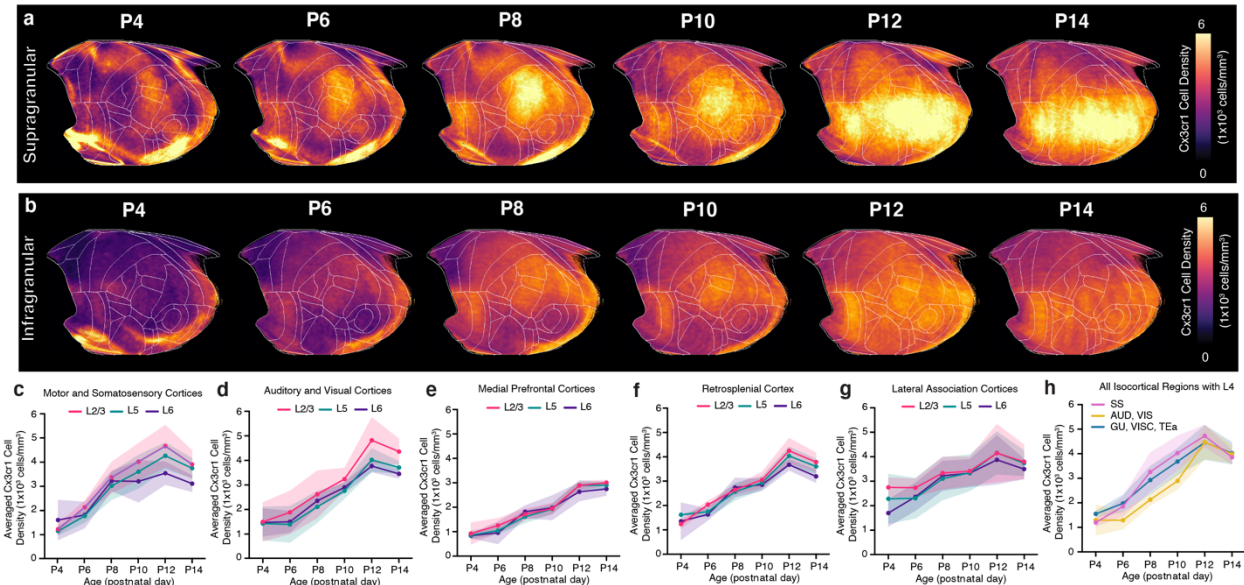 a
P4 P6 P8 P10 P12 P14
Supragranular
6
Cx3cr1 Cell Density
(1x10³ cells/mm³)
0
b
P4 P6 P8 P10 P12 P14
Infragranular
6
Cx3cr1 Cell Density
(1x10³ cells/mm³)
0
c Motor and Somatosensory Cortices
L2/3 L5 L6
Averaged Cx3cr1 Cell
Density (1x10³ cells/mm³)
6
5
4
3
2
1
0
P4 P6 P8 P10 P12 P14
Age (postnatal day)
d Auditory and Visual Cortices
L2/3 L5 L6
Averaged Cx3cr1 Cell
Density (1x10³ cells/mm³)
6
5
4
3
2
1
0
P4 P6 P8 P10 P12 P14
Age (postnatal day)
e Medial Prefrontal Cortices
L2/3 L5 L6
Averaged Cx3cr1 Cell
Density (1x10³ cells/mm³)
6
5
4
3
2
1
0
P4 P6 P8 P10 P12 P14
Age (postnatal day)
f Retrosplenial Cortex
L2/3 L5 L6
Averaged Cx3cr1 Cell
Density (1x10³ cells/mm³)
6
5
4
3
2
1
0
P4 P6 P8 P10 P12 P14
Age (postnatal day)
g Lateral Association Cortices
L2/3 L5 L6
Averaged Cx3cr1 Cell
Density (1x10³ cells/mm³)
6
5
4
3
2
1
0
P4 P6 P8 P10 P12 P14
Age (postnatal day)
h All Isocortical Regions with L4
SS
AUD, VIS
GU, VISC, TEa
Averaged Cx3cr1 Cell
Density (1x10³ cells/mm³)
6
5
4
3
2
1
0
P4 P6 P8 P10 P12 P14
Age (postnatal day)